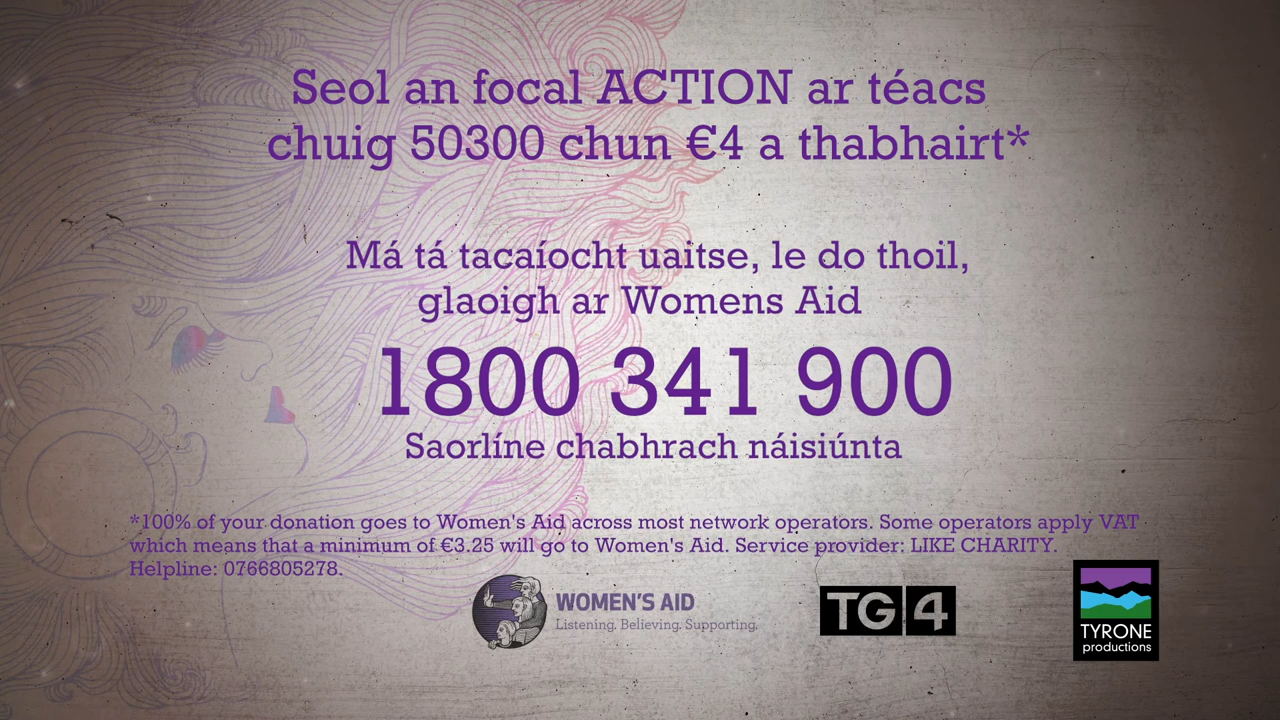 Seol an focal ACTION ar téacs
chuig 50300 chun €4 a thabhairt*
Má tá tacaíocht uaitse, le do thoil,
glaoigh ar Womens Aid
1800 341 900
Saorlíne chabhrach náisiúnta
*100% of your donation goes to Women's Aid across most network operators. Some operators apply VAT
which means that a minimum of €3.25 will go to Women's Aid. Service provider: LIKE CHARITY.
Helpline: 0766805278.
WOMEN'S AID
Listening. Believing. Supporting.
TG4
TYRONE
productions